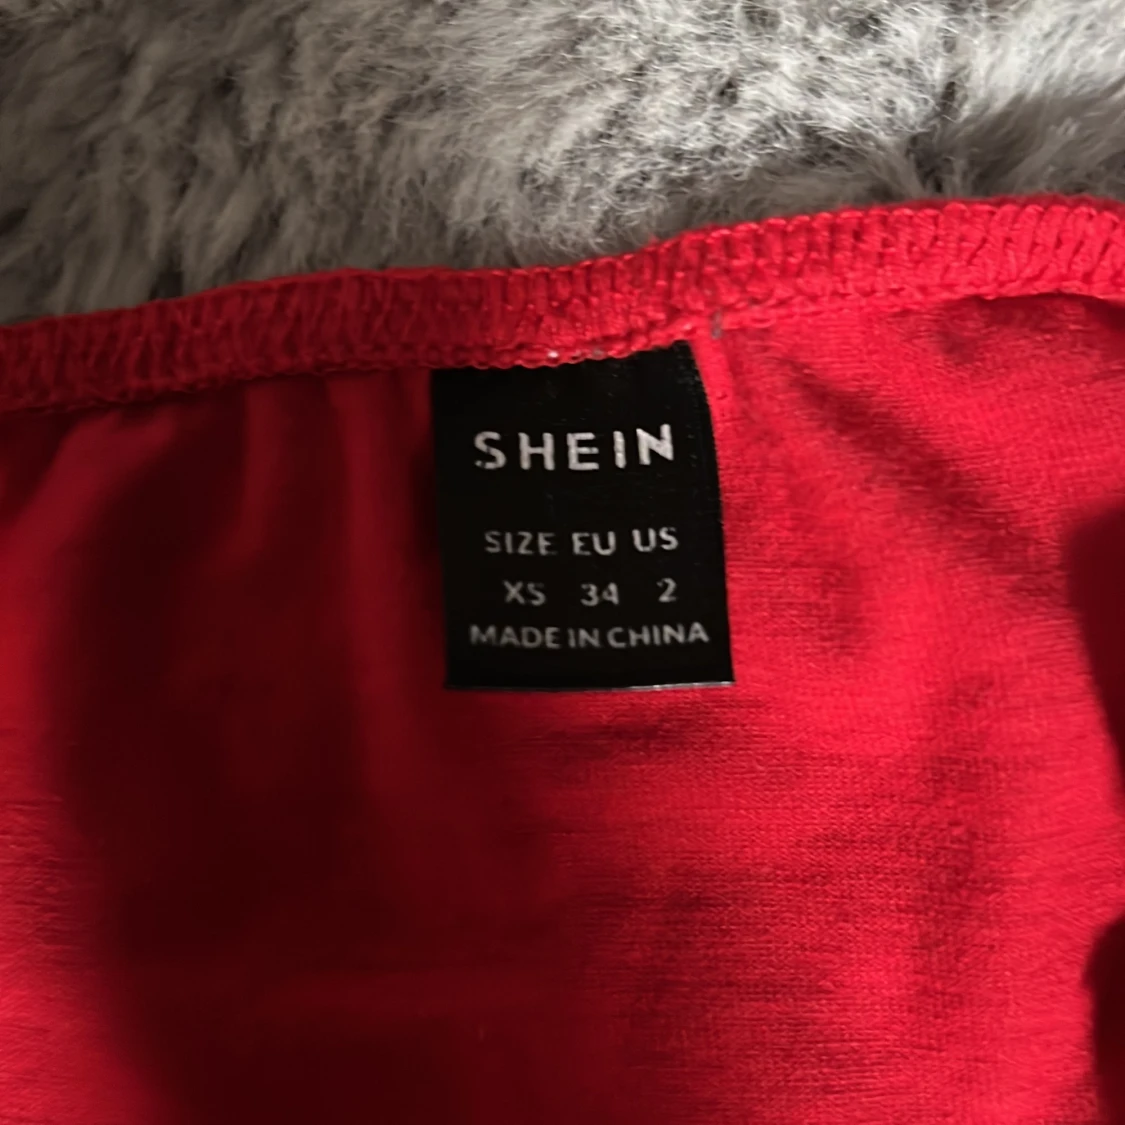 SHEIN
SIZE EU US
XS 34 2
MADE IN CHINA